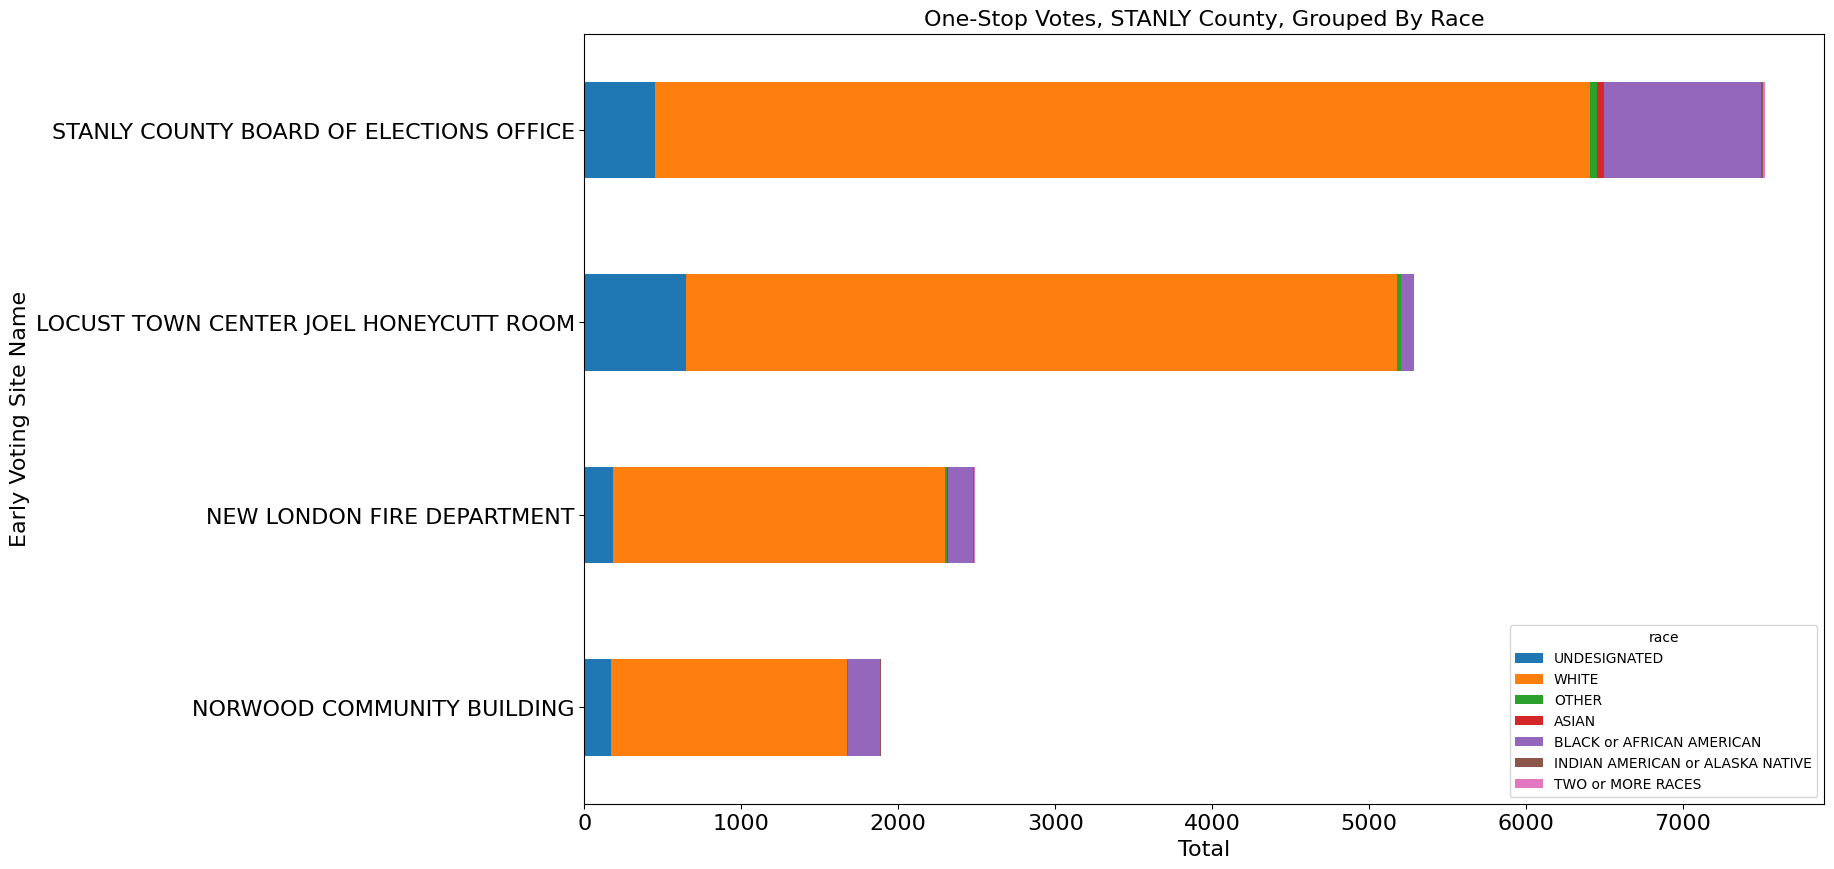 One-Stop Votes, STANLY County, Grouped By Race
Early Voting Site Name
STANLY COUNTY BOARD OF ELECTIONS OFFICE
LOCUST TOWN CENTER JOEL HONEYCUTT ROOM
NEW LONDON FIRE DEPARTMENT
NORWOOD COMMUNITY BUILDING
race
UNDESIGNATED
WHITE
OTHER
ASIAN
BLACK or AFRICAN AMERICAN
INDIAN AMERICAN or ALASKA NATIVE
TWO or MORE RACES
0 1000 2000 3000 4000 5000 6000 7000
Total